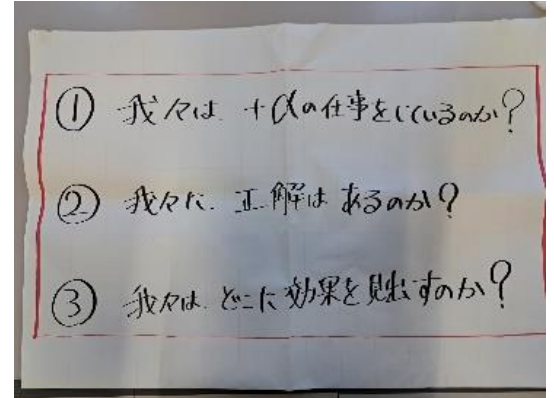 ① 我々は +αの仕事をしているのか?
② 我々に 正解は あるのか?
③ 我々は どこに効果を見出すのか?